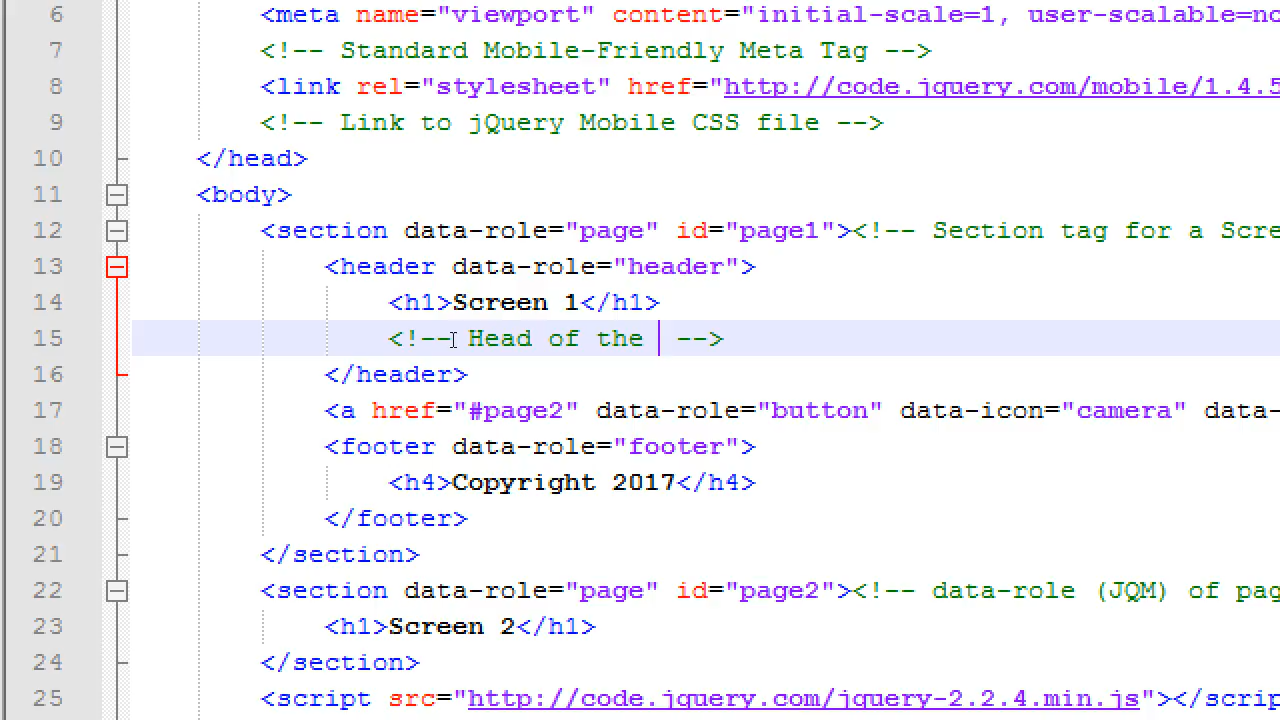 6 <meta name="viewport" content="initial-scale=1, user-scalable=no
7 <!-- Standard Mobile-Friendly Meta Tag -->
8 <link rel="stylesheet" href="http://code.jquery.com/mobile/1.4.5
9 <!-- Link to jQuery Mobile CSS file -->
10 </head>
11 <body>
12 <section data-role="page" id="page1"><!-- Section tag for a Scre
13 <header data-role="header">
14 <h1>Screen 1</h1>
15 <!-- Head of the  -->
16 </header>
17 <a href="#page2" data-role="button" data-icon="camera" data-
18 <footer data-role="footer">
19 <h4>Copyright 2017</h4>
20 </footer>
21 </section>
22 <section data-role="page" id="page2"><!-- data-role (JQM) of pag
23 <h1>Screen 2</h1>
24 </section>
25 <script src="http://code.jquery.com/jquery-2.2.4.min.js"></scrip